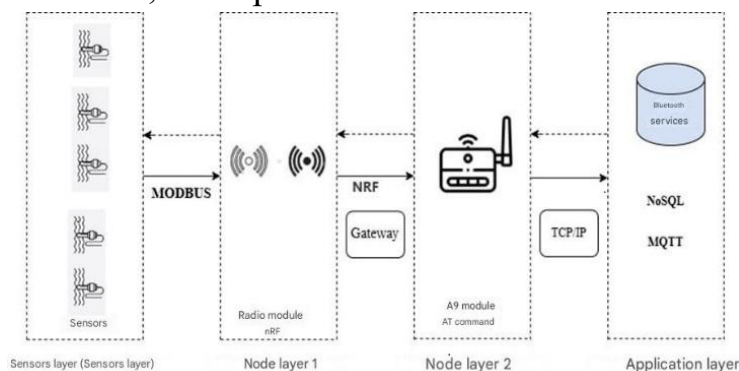 MODBUS
NRF
Gateway
TCP/IP
Bluetooth
services
NoSQL
MQTT
Sensors
Radio module
nRF
A9 module
AT command
Sensors layer (Sensors layer)
Node layer 1
Node layer 2
Application layer